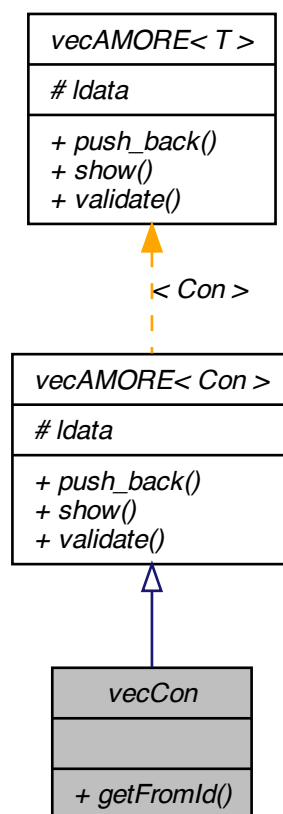 vecAMORE< T >
# ldata
+ push_back()
+ show()
+ validate()
< Con >
vecAMORE< Con >
# ldata
+ push_back()
+ show()
+ validate()
vecCon
+ getFromId()